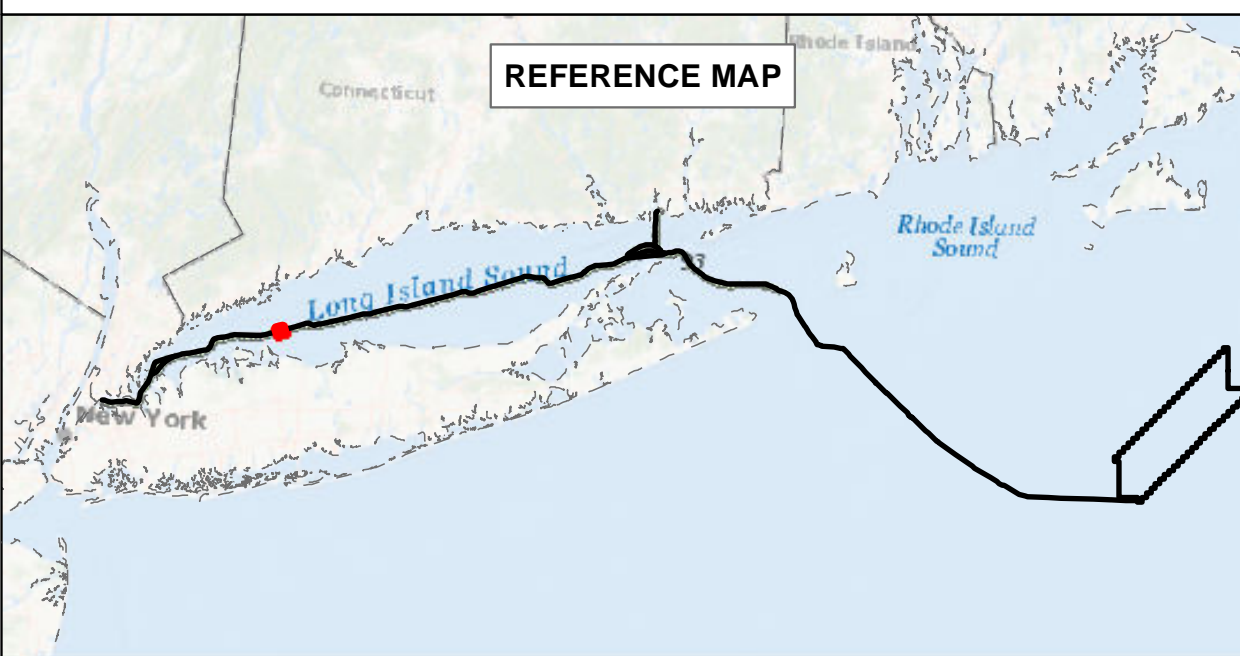 REFERENCE MAP
Rhode Island
Connecticut
Rhode Island
Sound
Long Island Sound
New York